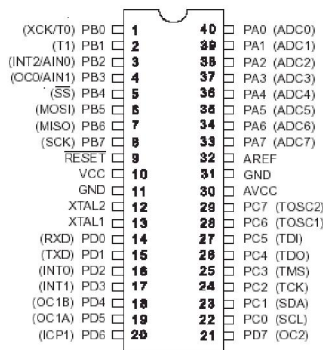 (XCK/T0) PB0 1 40 PA0 (ADC0)
(T1) PB1 2 39 PA1 (ADC1)
(INT2/AIN0) PB2 3 38 PA2 (ADC2)
(OC0/AIN1) PB3 4 37 PA3 (ADC3)
(SS) PB4 5 36 PA4 (ADC4)
(MOSI) PB5 6 35 PA5 (ADC5)
(MISO) PB6 7 34 PA6 (ADC6)
(SCK) PB7 8 33 PA7 (ADC7)
RESET 9 32 AREF
VCC 10 31 GND
GND 11 30 AVCC
XTAL2 12 29 PC7 (TOSC2)
XTAL1 13 28 PC6 (TOSC1)
(RXD) PD0 14 27 PC5 (TDI)
(TXD) PD1 15 26 PC4 (TDO)
(INT0) PD2 16 25 PC3 (TMS)
(INT1) PD3 17 24 PC2 (TCK)
(OC1B) PD4 18 23 PC1 (SDA)
(OC1A) PD5 19 22 PC0 (SCL)
(ICP1) PD6 20 21 PD7 (OC2)